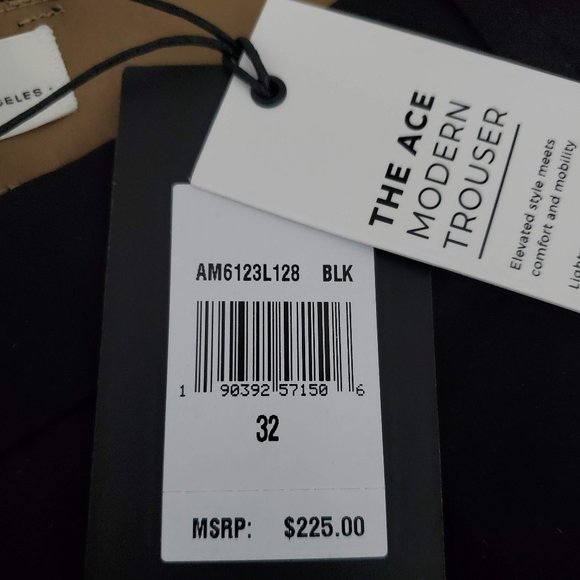 THE ACE
MODERN
TROUSER
Elevated style meets
comfort and mobility
AM6123L128 BLK
1 90392 57150 6
32
MSRP: $225.00